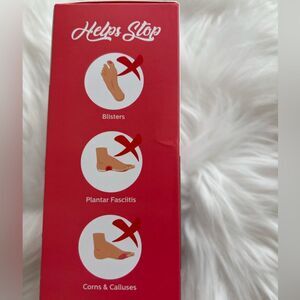 Helps Stop
Blisters
Plantar Fasciitis
Corns & Calluses